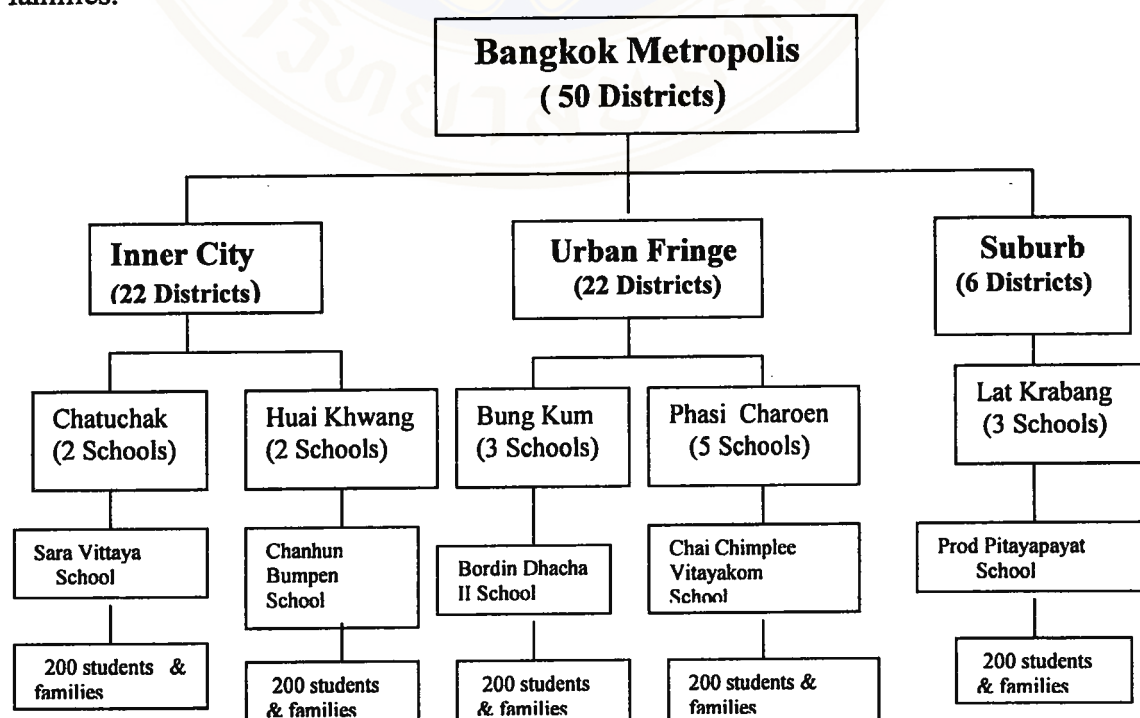 families.
Bangkok Metropolis
( 50 Districts)
Inner City
(22 Districts)
Urban Fringe
(22 Districts)
Suburb
(6 Districts)
Chatuchak
(2 Schools)
Huai Khwang
(2 Schools)
Bung Kum
(3 Schools)
Phasi Charoen
(5 Schools)
Lat Krabang
(3 Schools)
Sara Vittaya
School
Chanhun
Bumpen
School
Bordin Dhacha
II School
Chai Chimplee
Vitayakom
School
Prod Pitayapayat
School
200 students &
families
200 students
& families
200 students
& families
200 students &
families
200 students
& families